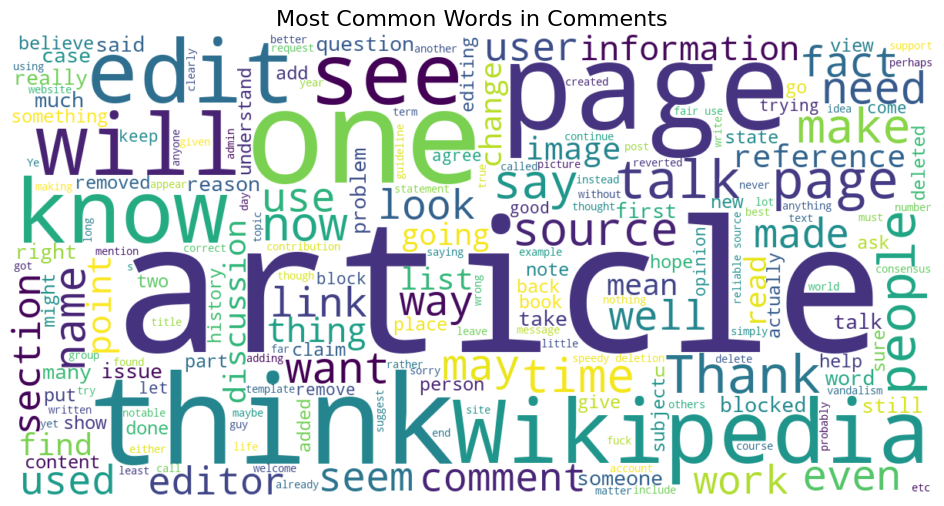 Most Common Words in Comments
believe said question another better request add case really using website much something keep
edit see user information fact view support perhaps need
clearly year editing change created go trying idea come
will one page make
anyone given admin understand term guideline agree problem image state fair use write deleted
Ye removed reason use statement say talk page reference
know now look source made
making appear day topic contribution true called picture continue post reverted instead without thought never new lot best anything text number must
long mention correct though saying good first ask consensus
right got might s two history discussion going list way note back book take hope opinion reliable source simply read actually world talk sure people
section name point article
title group found part issue many put try written yet
link thing block place claim far adding rather leave message wrong example nothing little mean well
want may time Thank help word vandalism still
let remove sorry person speedy deletion delete
show notable done template maybe guy added suggest site give subject others blocked
think Wikipedia
find content either life end fuck course probably
used least call editor welcome already seem comment someone matter include account work even etc